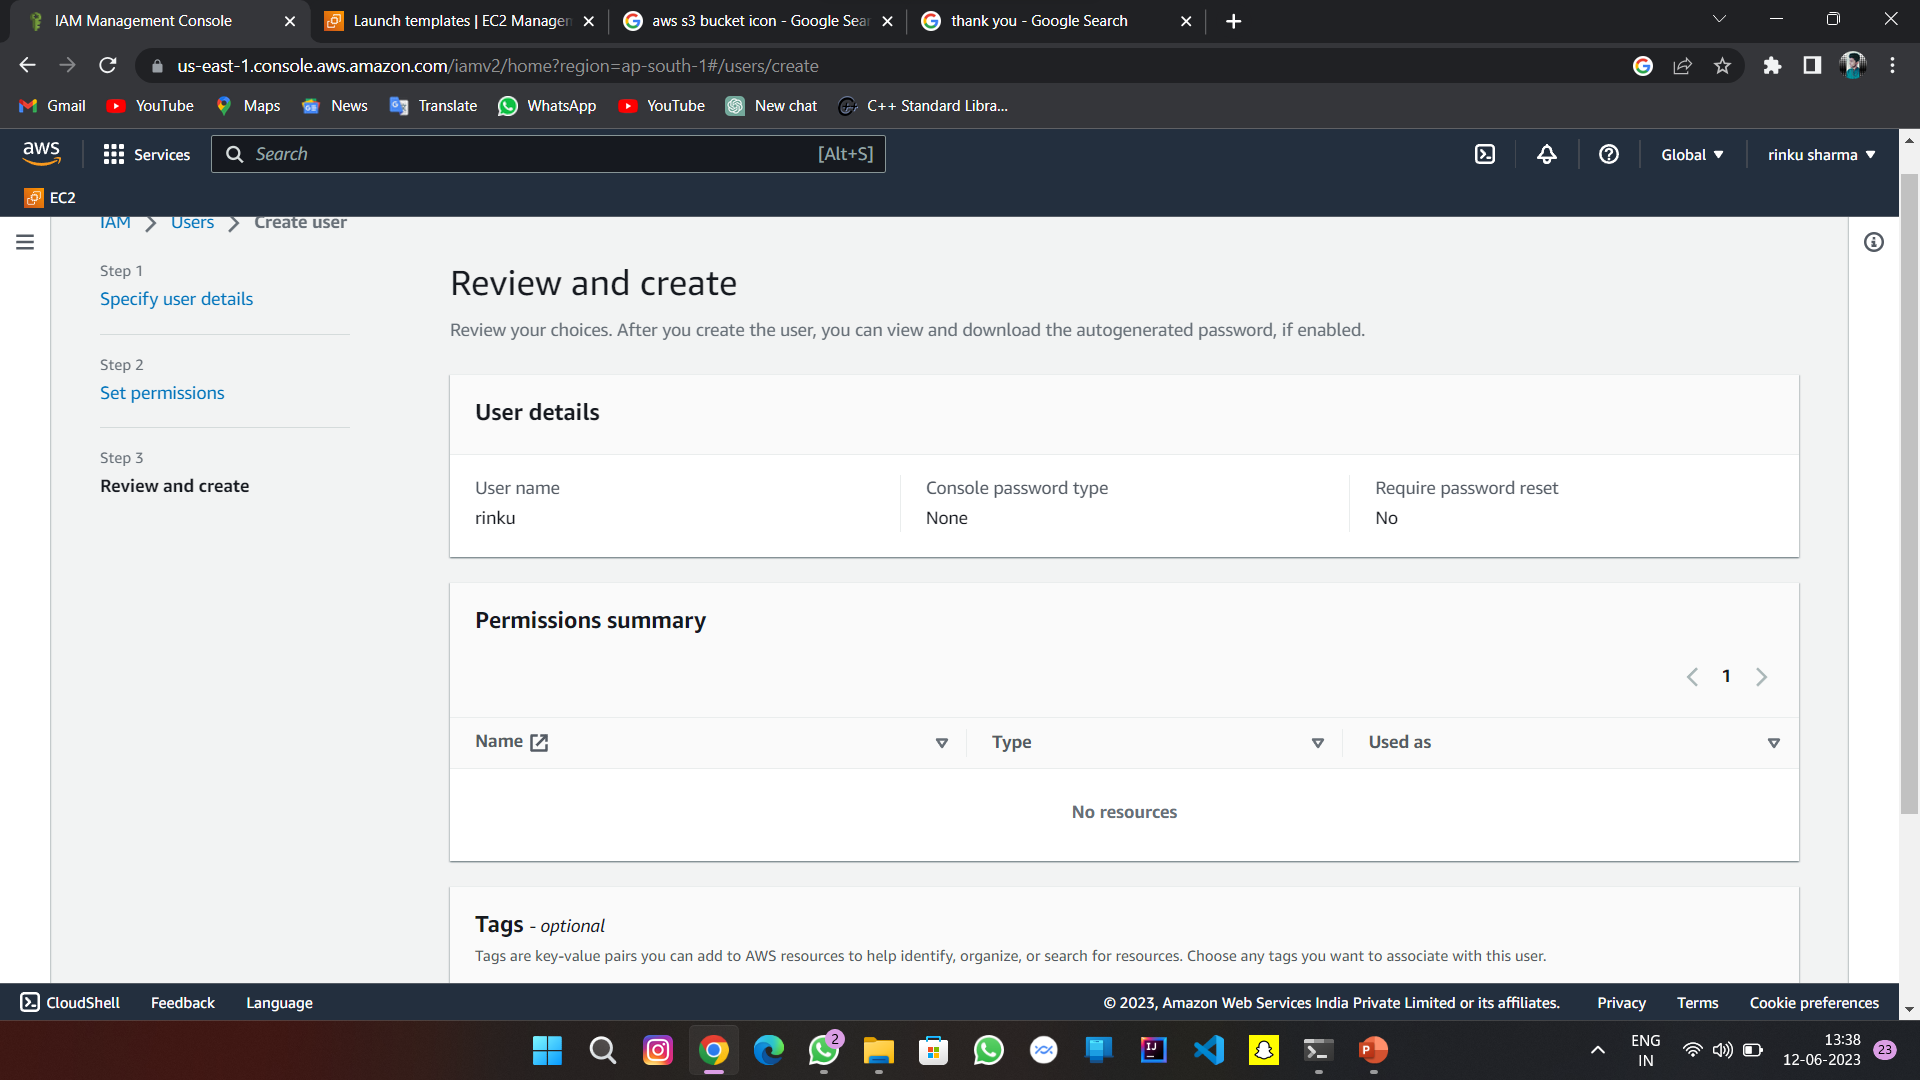 IAM Management Console
Launch templates | EC2 Managem
aws s3 bucket icon - Google Sear
thank you - Google Search
us-east-1.console.aws.amazon.com/iamv2/home?region=ap-south-1#/users/create
Gmail
YouTube
Maps
News
Translate
WhatsApp
YouTube
New chat
C++ Standard Libra...
aws
Services
Search
[Alt+S]
Global
rinku sharma
EC2
IAM
Users
Create user
Step 1
Specify user details
Step 2
Set permissions
Step 3
Review and create
Review and create
Review your choices. After you create the user, you can view and download the autogenerated password, if enabled.
User details
User name
rinku
Console password type
None
Require password reset
No
Permissions summary
1
Name
Type
Used as
No resources
Tags - optional
Tags are key-value pairs you can add to AWS resources to help identify, organize, or search for resources. Choose any tags you want to associate with this user.
CloudShell
Feedback
Language
© 2023, Amazon Web Services India Private Limited or its affiliates.
Privacy
Terms
Cookie preferences
2
IJ
P
ENG
IN
13:38
12-06-2023
23